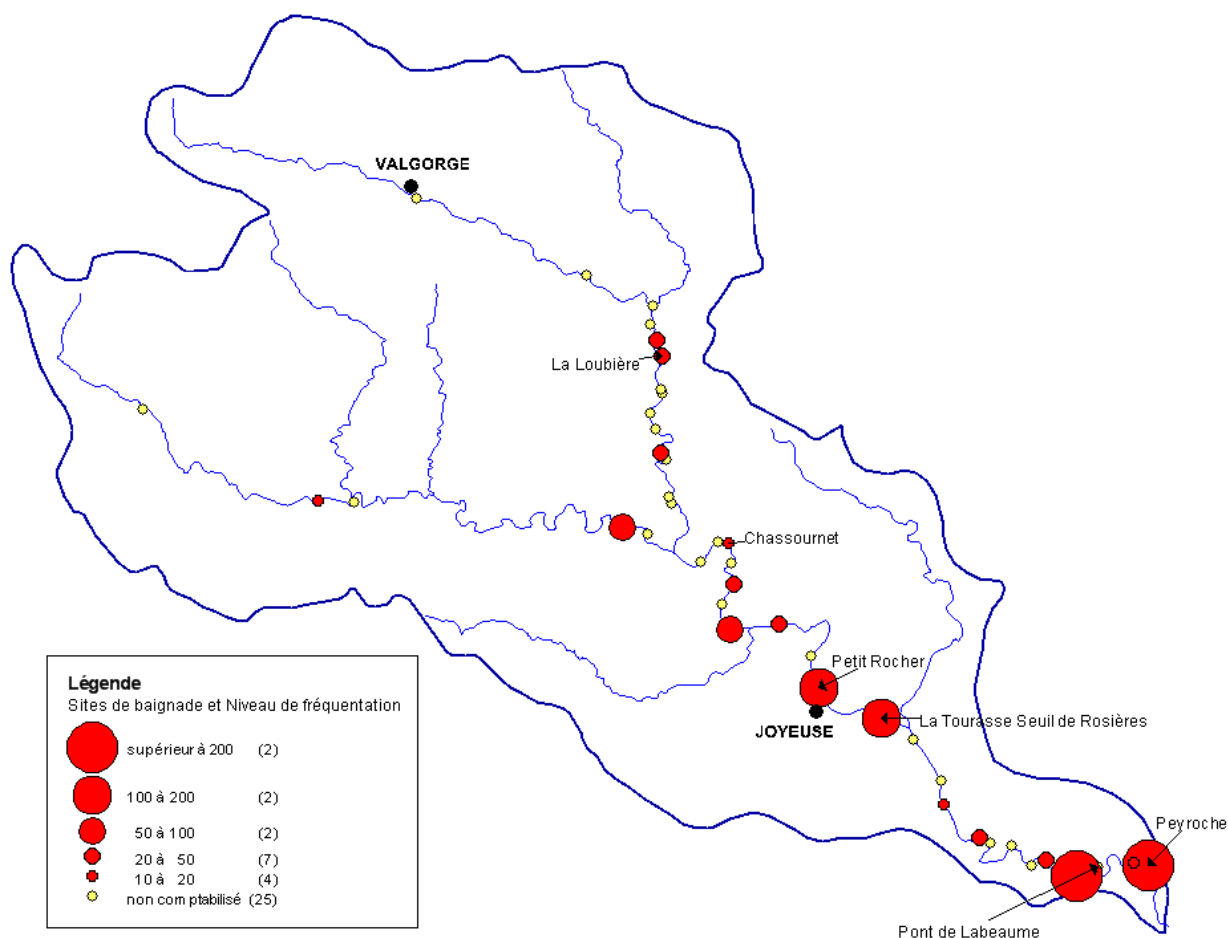 VALGORGE
La Loubière
Chassournet
Petit Rocher
La Tourasse Seuil de Rosières
JOYEUSE
Peyroche
Pont de Labeaume
Légende
Sites de baignade et Niveau de fréquentation
supérieur à 200 (2)
100 à 200 (2)
50 à 100 (2)
20 à 50 (7)
10 à 20 (4)
non comptabilisé (25)